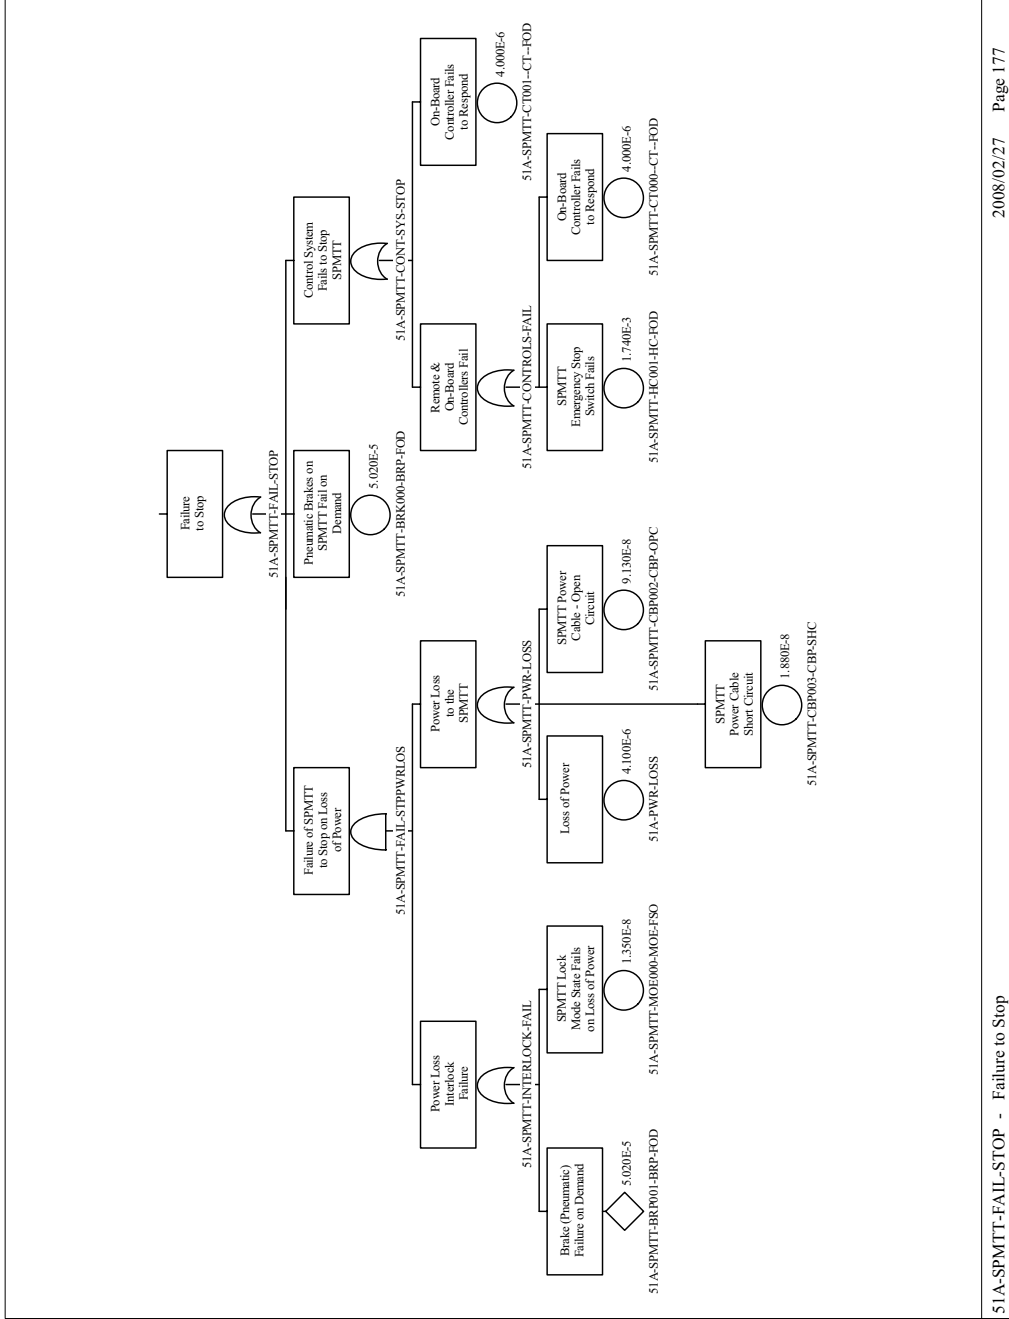 Failure
to Stop
51A-SPMTT-FAIL-STOP
Failure of SPMTT
to Stop on Loss
of Power
51A-SPMTT-FAIL-STPPWRLOS
Pneumatic Brakes on
SPMTT Fail on
Demand
5.020E-5
51A-SPMTT-BRK000-BRP-FOD
Control System
Fails to Stop
SPMTT
51A-SPMTT-CONT-SYS-STOP
Power Loss
Interlock
Failure
51A-SPMTT-INTERLOCK-FAIL
Power Loss
to the
SPMTT
51A-SPMTT-PWR-LOSS
Remote &
On-Board
Controllers Fail
51A-SPMTT-CONTROLS-FAIL
On-Board
Controller Fails
to Respond
4.000E-6
51A-SPMTT-CT001--CT--FOD
Brake (Pneumatic)
Failure on Demand
5.020E-5
51A-SPMTT-BRP001-BRP-FOD
SPMTT Lock
Mode State Fails
on Loss of Power
1.350E-8
51A-SPMTT-MOE000-MOE-FSO
Loss of Power
4.100E-6
51A-PWR-LOSS
SPMTT Power
Cable - Open
Circuit
9.130E-8
51A-SPMTT-CBP002-CBP-OPC
SPMTT
Emergency Stop
Switch Fails
1.740E-3
51A-SPMTT-HC001-HC-FOD
On-Board
Controller Fails
to Respond
4.000E-6
51A-SPMTT-CT000--CT--FOD
SPMTT
Power Cable
Short Circuit
1.880E-8
51A-SPMTT-CBP003-CBP-SHC
51A-SPMTT-FAIL-STOP - Failure to Stop
2008/02/27 Page 177